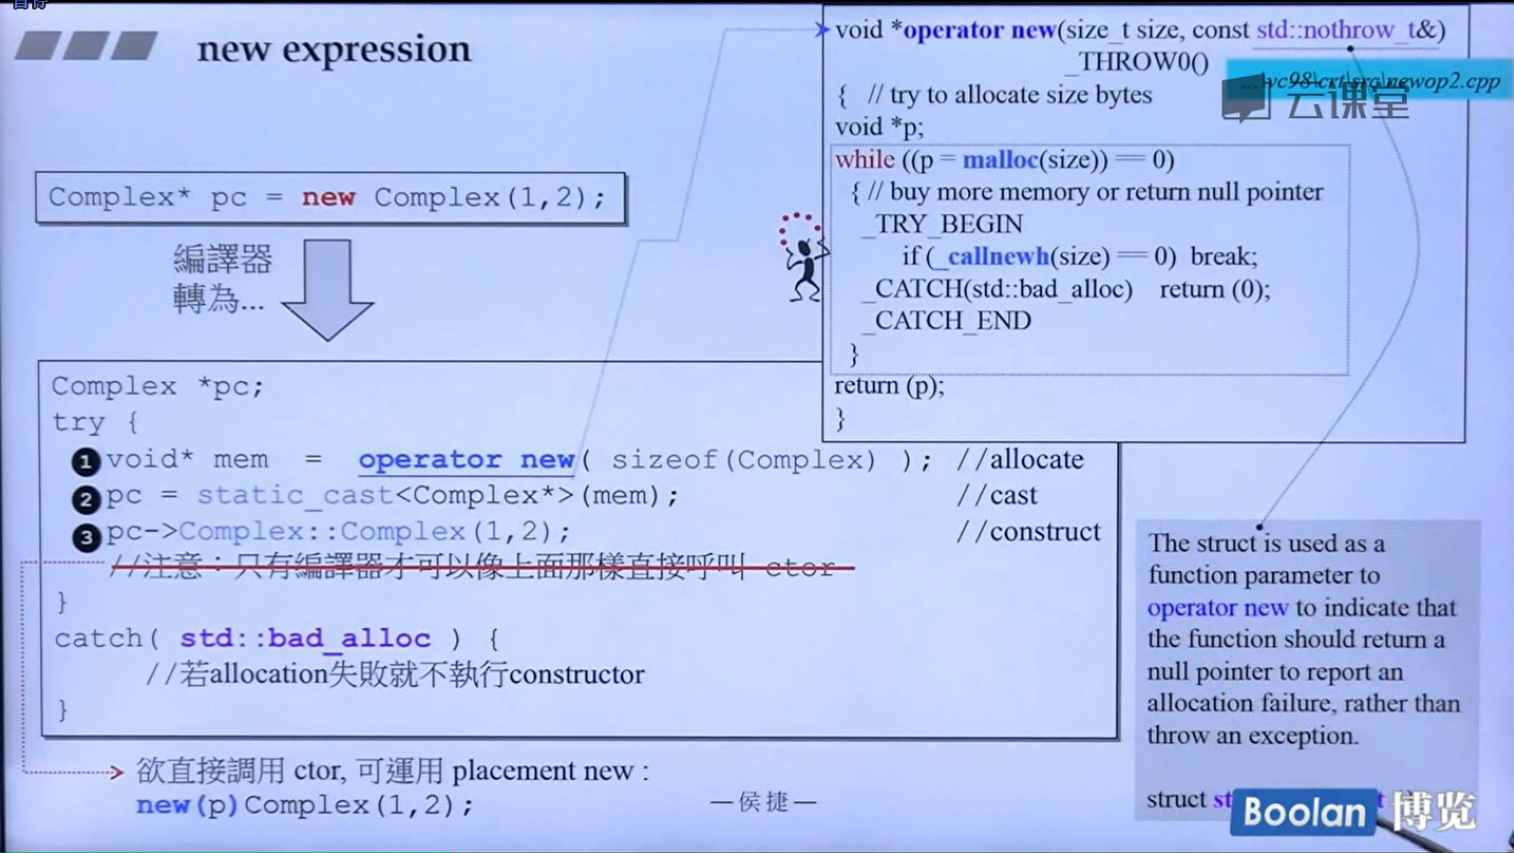 暂停
new expression
Complex* pc = new Complex(1,2);
編譯器
轉為...
Complex *pc;
try {
1 void* mem = operator new( sizeof(Complex) ); //allocate
2 pc = static_cast<Complex*>(mem); //cast
3 pc->Complex::Complex(1,2); //construct
//注意：只有編譯器才可以像上面那樣直接呼叫 ctor
}
catch( std::bad_alloc ) {
//若allocation失敗就不執行constructor
}
欲直接調用 ctor, 可運用 placement new :
new(p)Complex(1,2);
—侯捷—
void *operator new(size_t size, const std::nothrow_t&)
_THROW0()
...\vc98\crt\src\newop2.cpp
云课堂
{ // try to allocate size bytes
void *p;
while ((p = malloc(size)) == 0)
{ // buy more memory or return null pointer
_TRY_BEGIN
if (_callnewh(size) == 0) break;
_CATCH(std::bad_alloc) return (0);
_CATCH_END
}
return (p);
}
The struct is used as a
function parameter to
operator new to indicate that
the function should return a
null pointer to report an
allocation failure, rather than
throw an exception.
struct
Boolan 博览